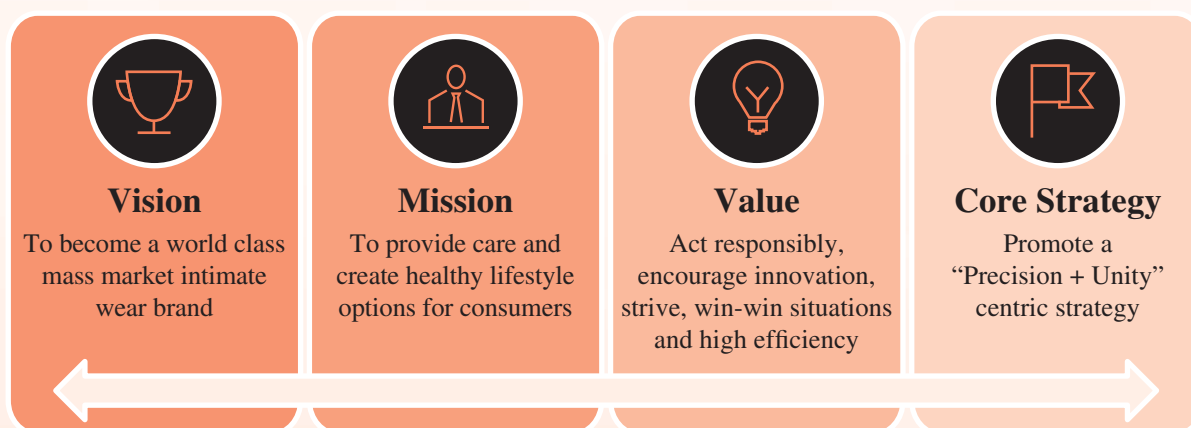 Vision
To become a world class
mass market intimate
wear brand
Mission
To provide care and
create healthy lifestyle
options for consumers
Value
Act responsibly,
encourage innovation,
strive, win-win situations
and high efficiency
Core Strategy
Promote a
“Precision + Unity”
centric strategy